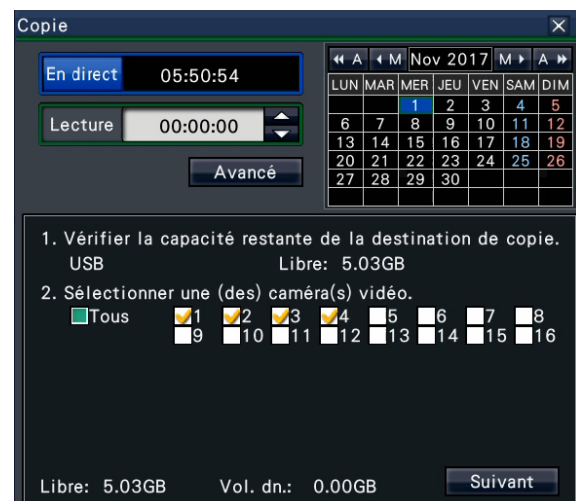 Copie
En direct 05:50:54
Lecture 00:00:00
Avancé
A M Nov 2017 M A
LUN MAR MER JEU VEN SAM DIM
1 2 3 4 5
6 7 8 9 10 11 12
13 14 15 16 17 18 19
20 21 22 23 24 25 26
27 28 29 30
1. Vérifier la capacité restante de la destination de copie.
USB Libre: 5.03GB
2. Sélectionner une (des) caméra(s) vidéo.
Tous 1 2 3 4 5 6 7 8
9 10 11 12 13 14 15 16
Libre: 5.03GB Vol. dn.: 0.00GB Suivant